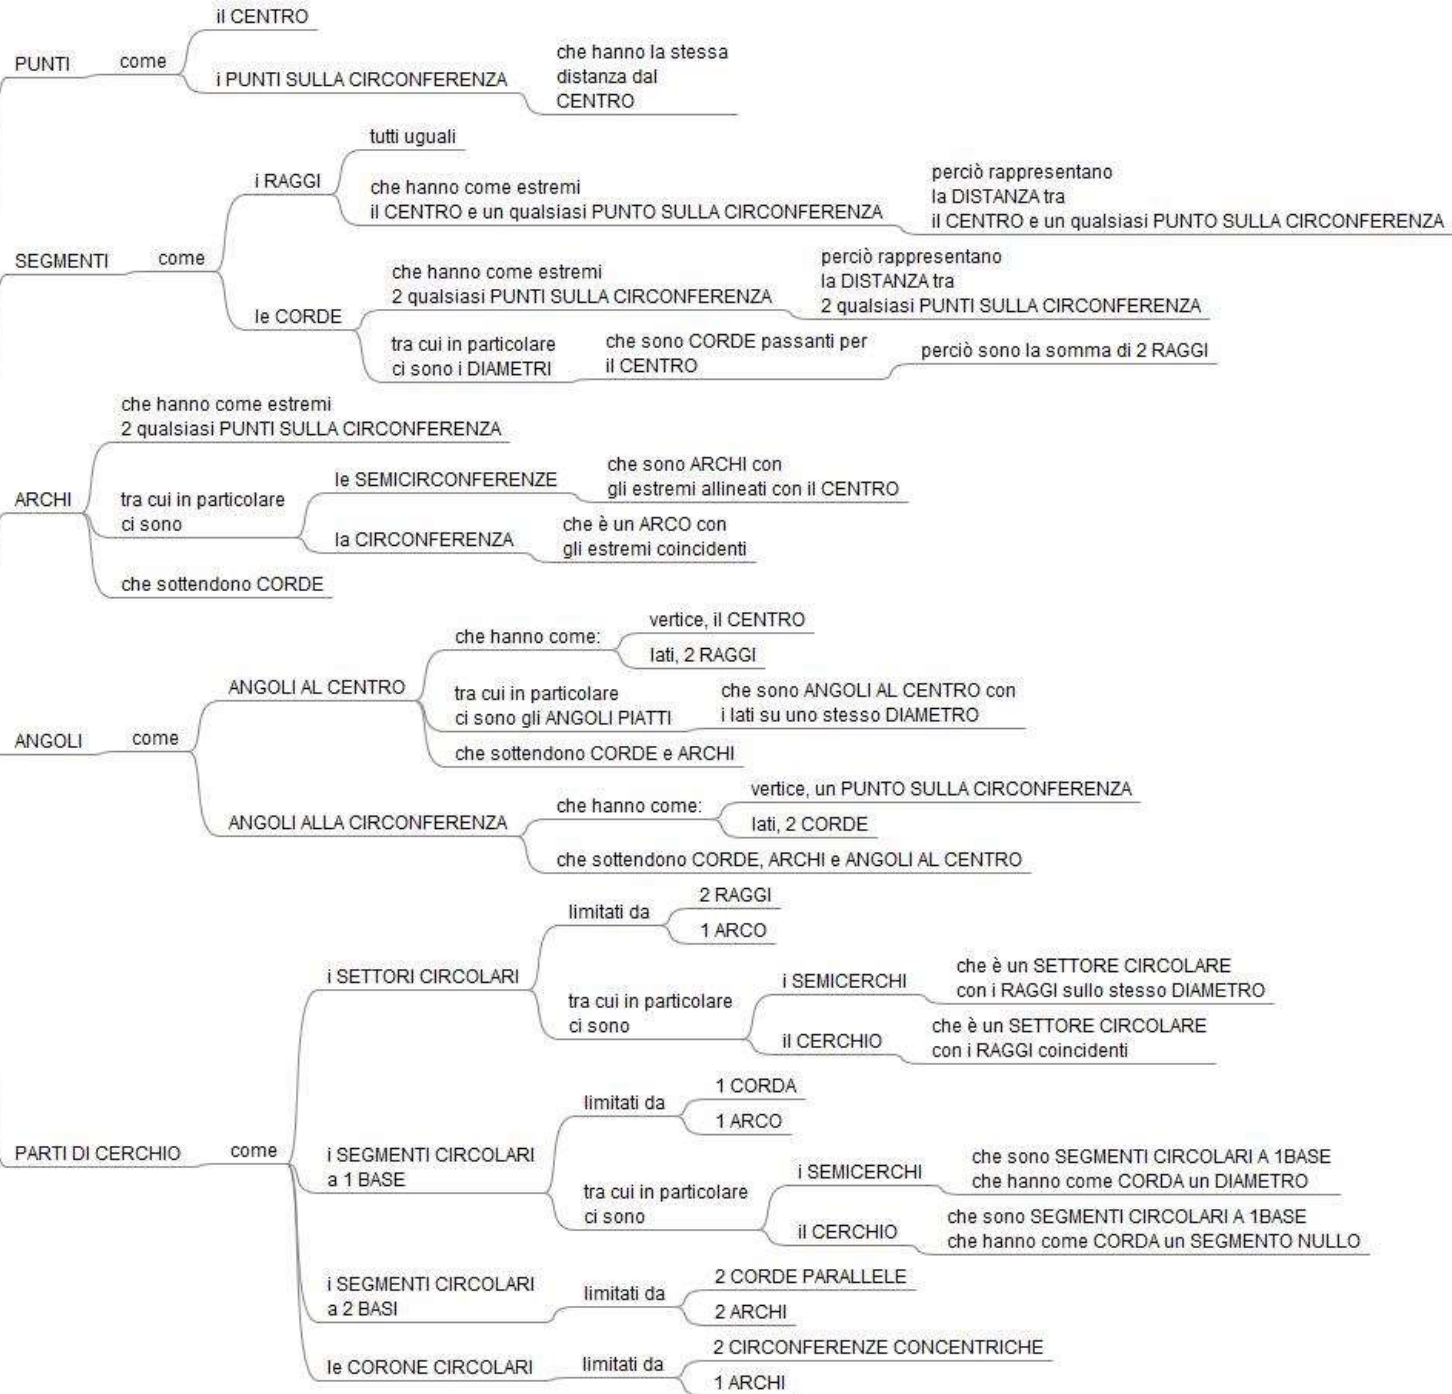 PUNTI
come
il CENTRO
i PUNTI SULLA CIRCONFERENZA
che hanno la stessa
distanza dal
CENTRO
SEGMENTI
come
i RAGGI
tutti uguali
che hanno come estremi
il CENTRO e un qualsiasi PUNTO SULLA CIRCONFERENZA
perciò rappresentano
la DISTANZA tra
il CENTRO e un qualsiasi PUNTO SULLA CIRCONFERENZA
le CORDE
che hanno come estremi
2 qualsiasi PUNTI SULLA CIRCONFERENZA
perciò rappresentano
la DISTANZA tra
2 qualsiasi PUNTI SULLA CIRCONFERENZA
tra cui in particolare
ci sono i DIAMETRI
che sono CORDE passanti per
il CENTRO
perciò sono la somma di 2 RAGGI
ARCHI
che hanno come estremi
2 qualsiasi PUNTI SULLA CIRCONFERENZA
tra cui in particolare
ci sono
le SEMICIRCONFERENZE
che sono ARCHI con
gli estremi allineati con il CENTRO
la CIRCONFERENZA
che è un ARCO con
gli estremi coincidenti
che sottendono CORDE
ANGOLI
come
ANGOLI AL CENTRO
che hanno come:
vertice, il CENTRO
lati, 2 RAGGI
tra cui in particolare
ci sono gli ANGOLI PIATTI
che sono ANGOLI AL CENTRO con
i lati su uno stesso DIAMETRO
che sottendono CORDE e ARCHI
ANGOLI ALLA CIRCONFERENZA
che hanno come:
vertice, un PUNTO SULLA CIRCONFERENZA
lati, 2 CORDE
che sottendono CORDE, ARCHI e ANGOLI AL CENTRO
PARTI DI CERCHIO
come
i SETTORI CIRCOLARI
limitati da
2 RAGGI
1 ARCO
tra cui in particolare
ci sono
i SEMICERCHI
che è un SETTORE CIRCOLARE
con i RAGGI sullo stesso DIAMETRO
il CERCHIO
che è un SETTORE CIRCOLARE
con i RAGGI coincidenti
i SEGMENTI CIRCOLARI
a 1 BASE
limitati da
1 CORDA
1 ARCO
tra cui in particolare
ci sono
i SEMICERCHI
che sono SEGMENTI CIRCOLARI A 1BASE
che hanno come CORDA un DIAMETRO
il CERCHIO
che sono SEGMENTI CIRCOLARI A 1BASE
che hanno come CORDA un SEGMENTO NULLO
i SEGMENTI CIRCOLARI
a 2 BASI
limitati da
2 CORDE PARALLELE
2 ARCHI
le CORONE CIRCOLARI
limitati da
2 CIRCONFERENZE CONCENTRICHE
1 ARCHI